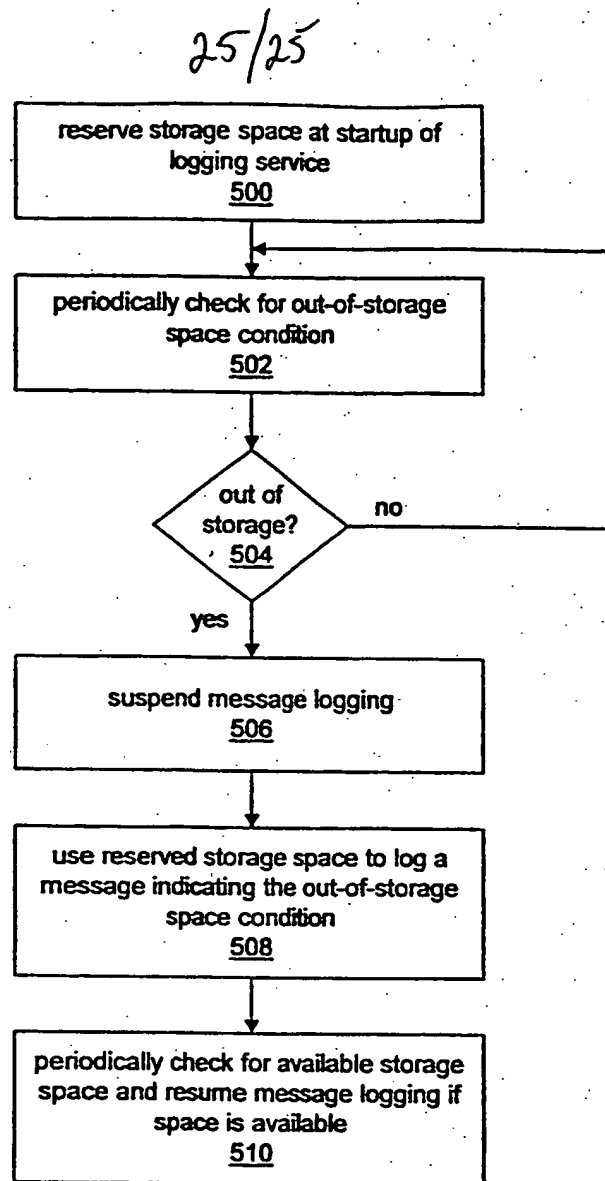 25/25
reserve storage space at startup of
logging service
500
periodically check for out-of-storage
space condition
502
out of
storage?
504
no
yes
suspend message logging
506
use reserved storage space to log a
message indicating the out-of-storage
space condition
508
periodically check for available storage
space and resume message logging if
space is available
510